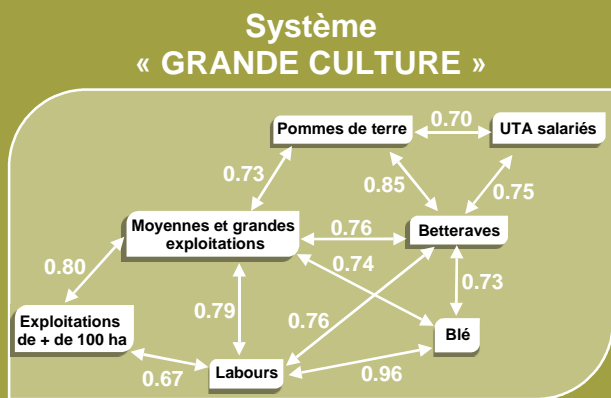 Système
« GRANDE CULTURE »
Pommes de terre
0.70
UTA salariés
0.73
0.85
0.75
Moyennes et grandes
exploitations
0.76
Betteraves
0.80
0.74
0.79
0.76
0.73
Exploitations
de + de 100 ha
Blé
0.67
Labours
0.96